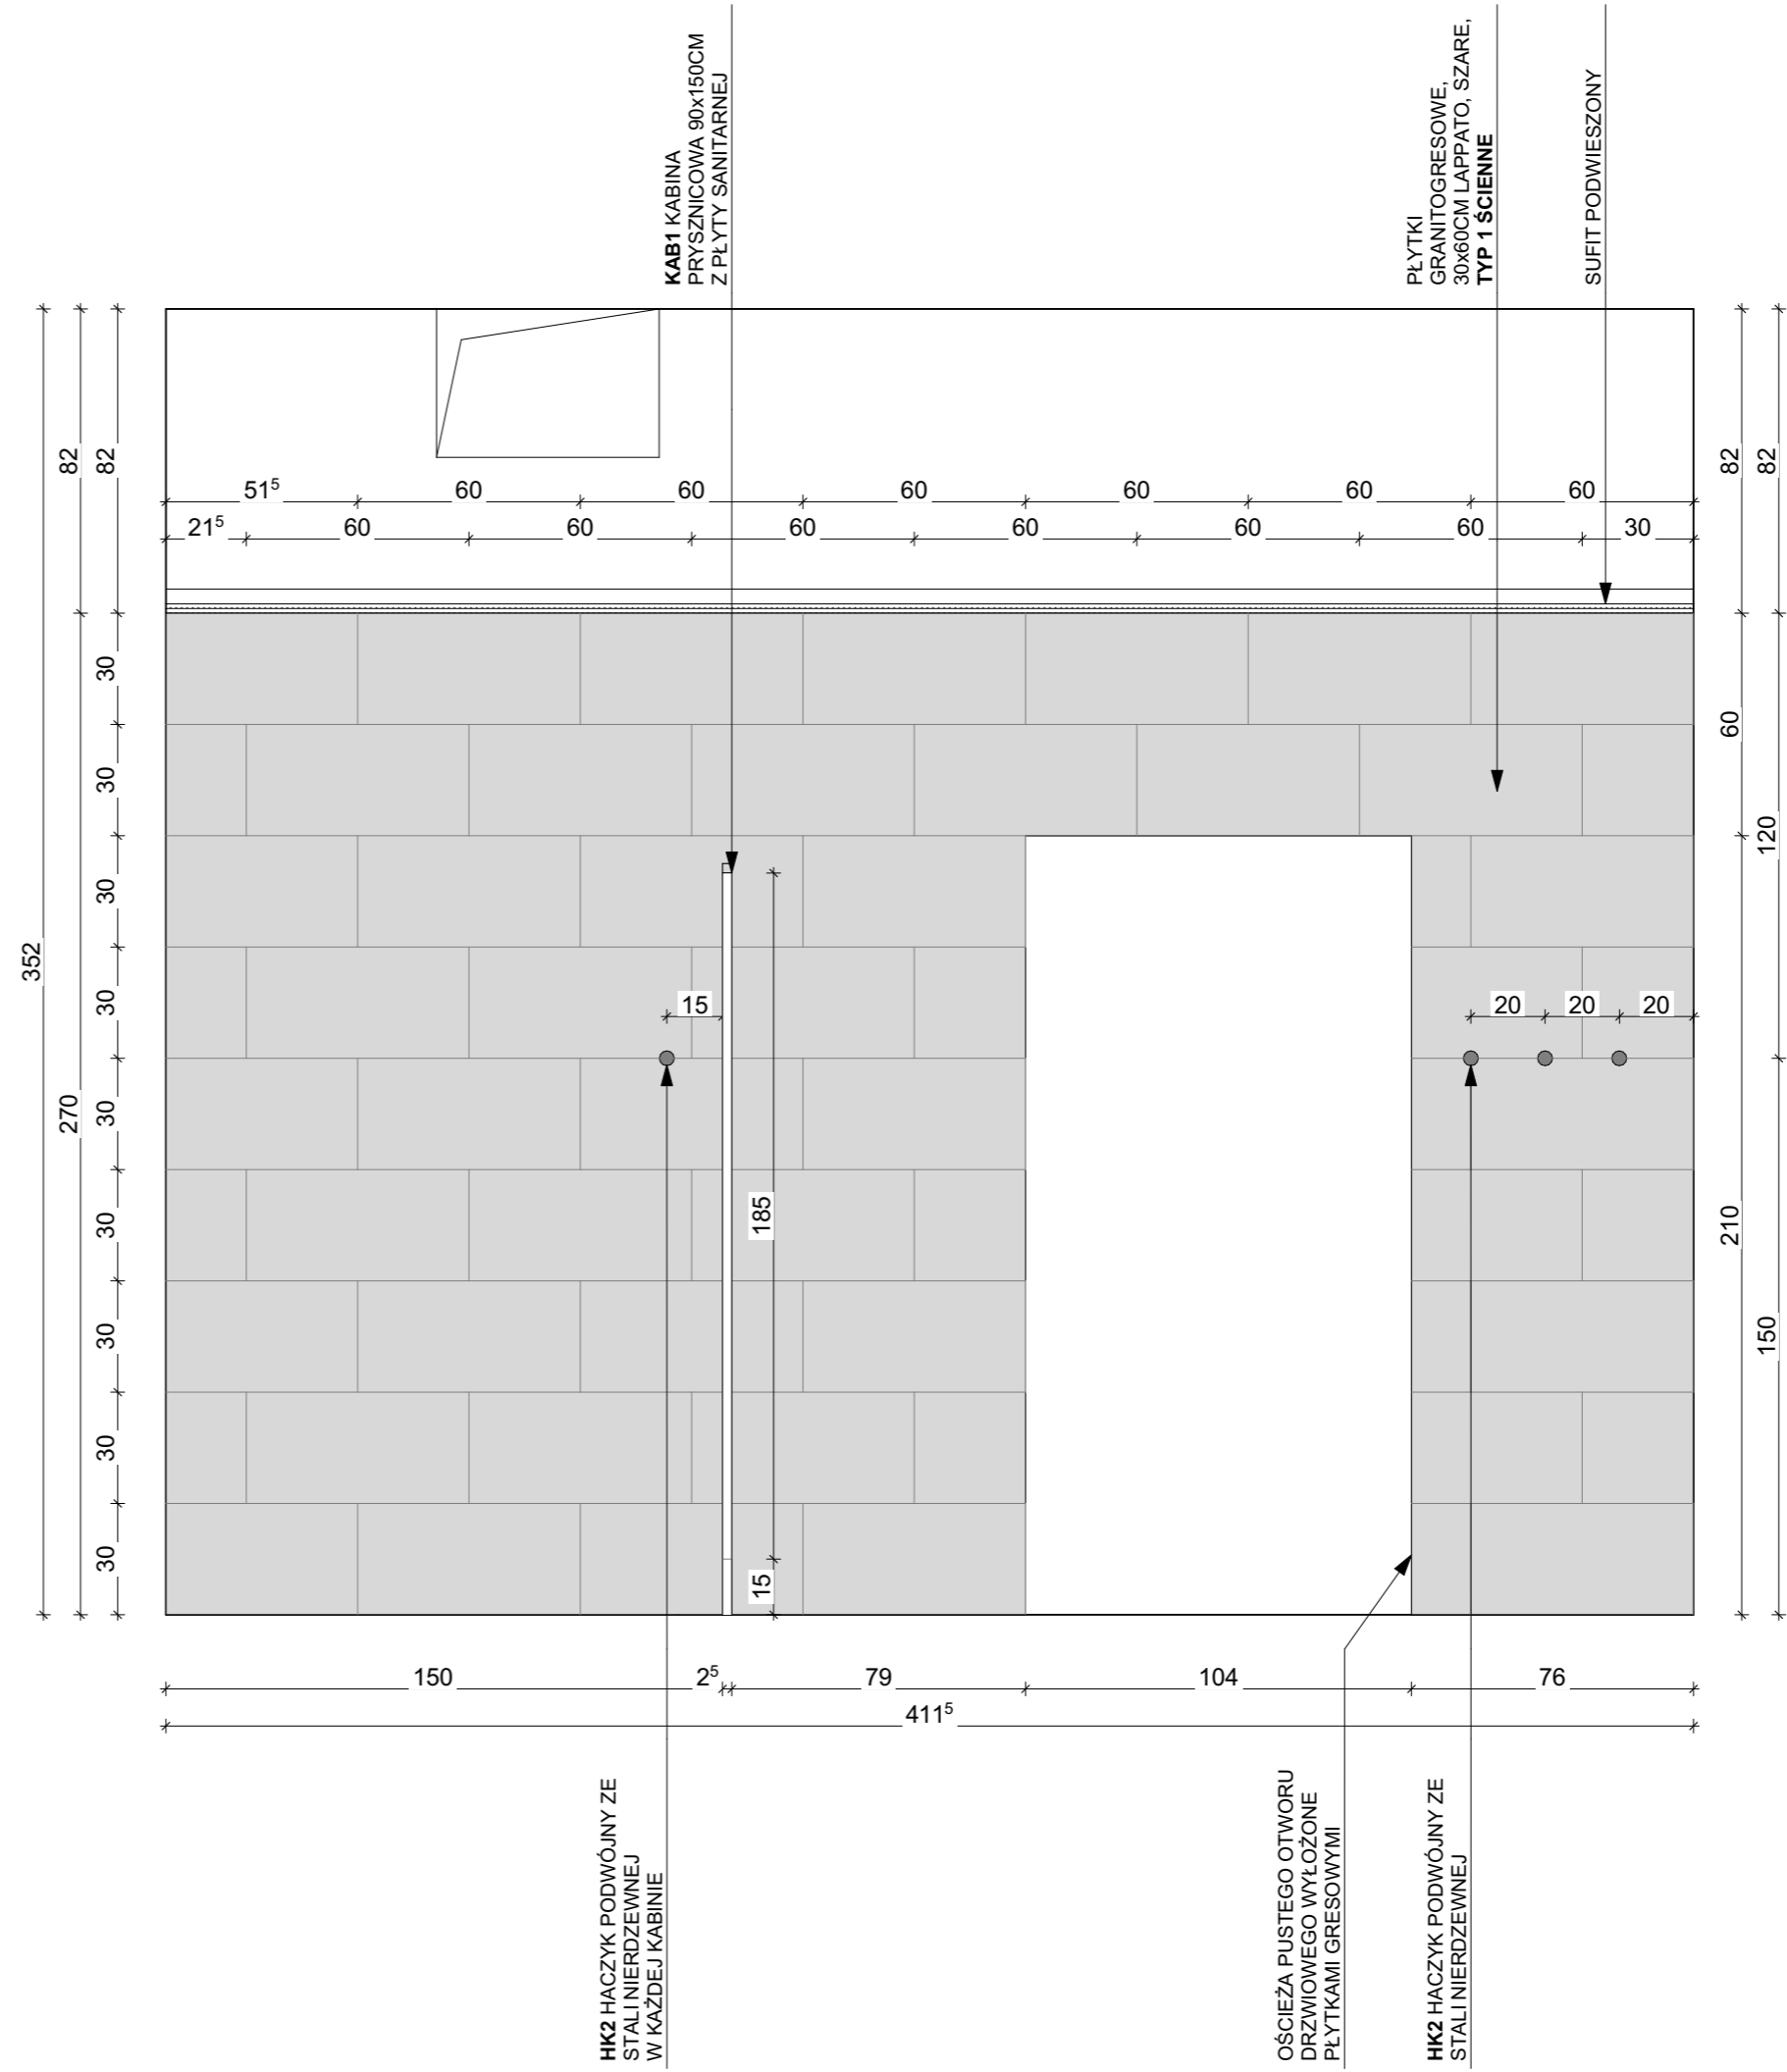 KAB1 KABINA
PRYSZNICOWA 90x150CM
Z PŁYTY SANITARNEJ
PŁYTKI
GRANITOGRESOWE,
30x60CM LAPPATO, SZARE,
TYP 1 ŚCIENNE
SUFIT PODWIESZONY
352
82
270
82
30
30
30
30
30
30
30
30
30
51⁵ 60 60 60 60 60 60
21⁵ 60 60 60 60 60 60 30
15
185
15
20 20 20
82
60
210
82
120
150
150 2⁵ 79 104 76
411⁵
HK2 HACZYK PODWÓJNY ZE
STALI NIERDZEWNEJ
W KAŻDEJ KABINIE
OŚCIEŻA PUSTEGO OTWORU
DRZWIOWEGO WYŁOŻONE
PŁYTKAMI GRESOWYMI
HK2 HACZYK PODWÓJNY ZE
STALI NIERDZEWNEJ